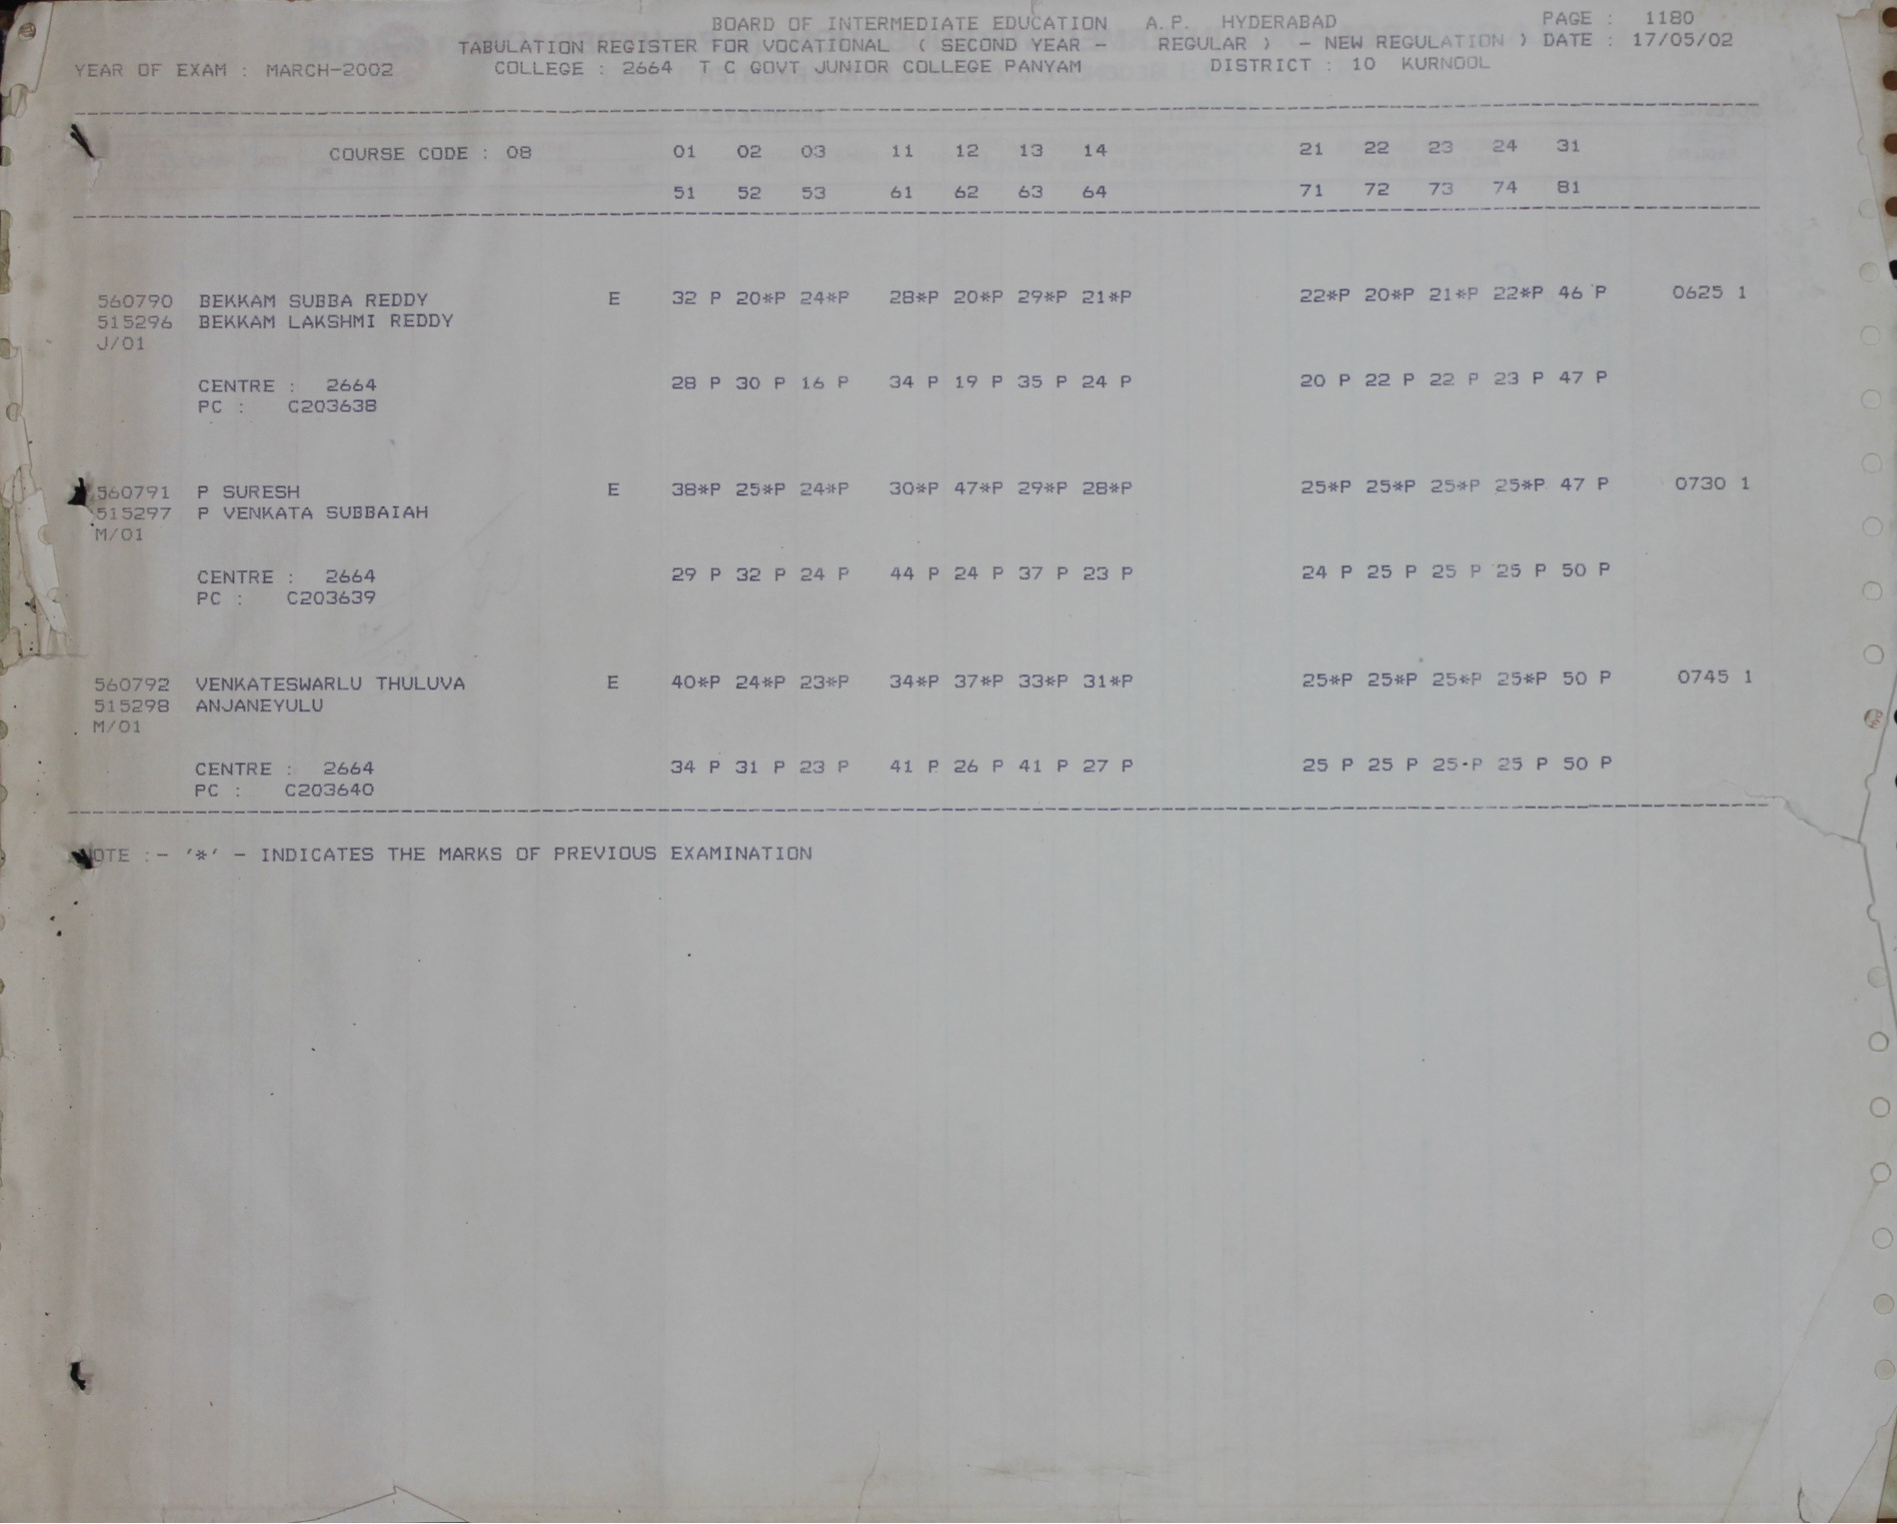 BOARD OF INTERMEDIATE EDUCATION A.P. HYDERABAD PAGE : 1180
TABULATION REGISTER FOR VOCATIONAL ( SECOND YEAR - REGULAR ) - NEW REGULATION ) DATE : 17/05/02
YEAR OF EXAM : MARCH-2002 COLLEGE : 2664 T C GOVT JUNIOR COLLEGE PANYAM DISTRICT : 10 KURNOOL
COURSE CODE : 08 01 02 03 11 12 13 14 21 22 23 24 31
51 52 53 61 62 63 64 71 72 73 74 81
560790 BEKKAM SUBBA REDDY E 32 P 20*P 24*P 28*P 20*P 29*P 21*P 22*P 20*P 21*P 22*P 46 P 0625 1
515296 BEKKAM LAKSHMI REDDY
J/01
CENTRE : 2664 28 P 30 P 16 P 34 P 19 P 35 P 24 P 20 P 22 P 22 P 23 P 47 P
PC : C203638
560791 P SURESH E 38*P 25*P 24*P 30*P 47*P 29*P 28*P 25*P 25*P 25*P 25*P 47 P 0730 1
515297 P VENKATA SUBBAIAH
M/01
CENTRE : 2664 29 P 32 P 24 P 44 P 24 P 37 P 23 P 24 P 25 P 25 P 25 P 50 P
PC : C203639
560792 VENKATESWARLU THULUVA E 40*P 24*P 23*P 34*P 37*P 33*P 31*P 25*P 25*P 25*P 25*P 50 P 0745 1
515298 ANJANEYULU
M/01
CENTRE : 2664 34 P 31 P 23 P 41 P 26 P 41 P 27 P 25 P 25 P 25 P 25 P 50 P
PC : C203640
NOTE :- '*' - INDICATES THE MARKS OF PREVIOUS EXAMINATION